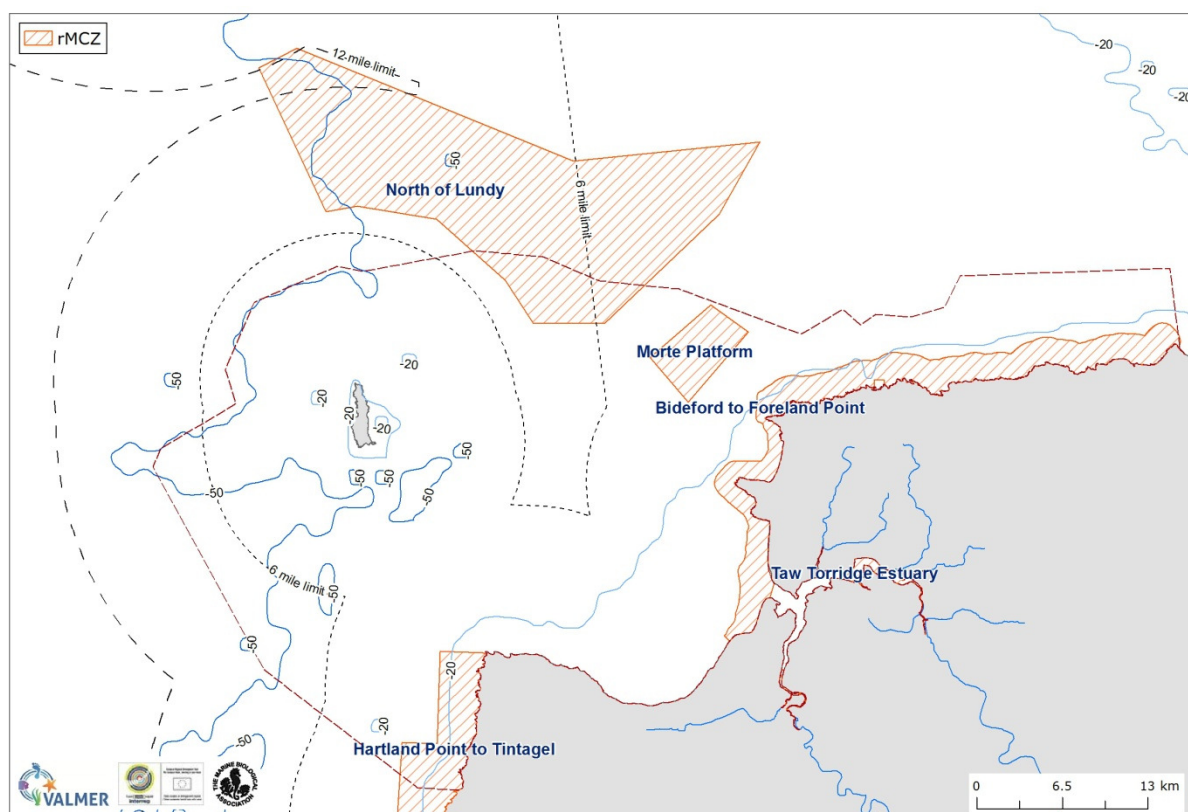 rMCZ
12 mile limit
-20
-20
-20
-50
North of Lundy
6 mile limit
Morte Platform
-50
-20
-20
-20
-20
Bideford to Foreland Point
-50
-50
-50
-50
-50
6 mile limit
-50
Taw Torridge Estuary
-50
-20
-20
-50
Hartland Point to Tintagel
VALMER
THE MARINE BIOLOGICAL
ASSOCIATION
0 6.5 13 km